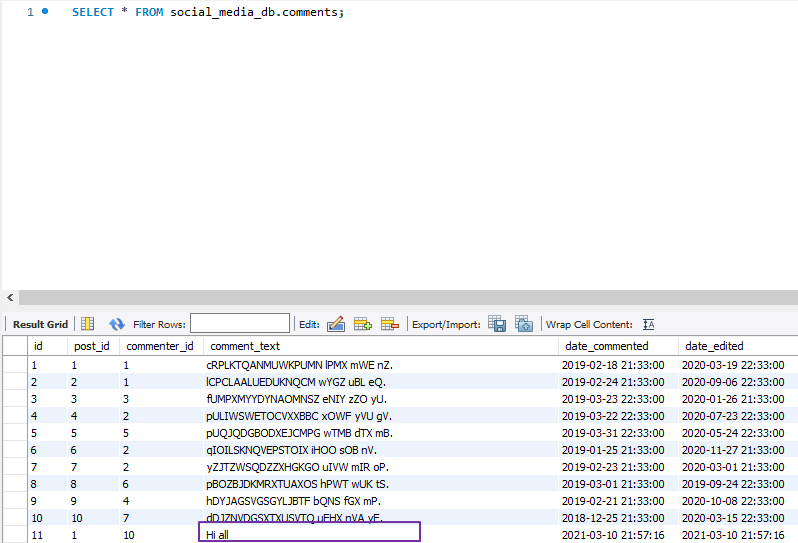 1 SELECT * FROM social_media_db.comments;
Result Grid Filter Rows: Edit: Export/Import: Wrap Cell Content:
id post_id commenter_id comment_text date_commented date_edited
1 1 1 cRPLKTQANMUWKPUMN lPMX mWE nZ. 2019-02-18 21:33:00 2020-03-19 22:33:00
2 2 1 lCPCLAALUEDUKNQCM wYGZ uBL eQ. 2019-02-24 21:33:00 2020-09-06 22:33:00
3 3 3 fUMPXMYYDYNAOMNSZ eNIY zZO yU. 2019-03-23 22:33:00 2020-01-26 21:33:00
4 4 2 pULIWSWETOCVXXBBC xOWF yVU gV. 2019-03-22 22:33:00 2020-07-23 22:33:00
5 5 5 pUQJQDGBODXEJCMPG wTMB dTX mB. 2019-03-31 22:33:00 2020-05-24 22:33:00
6 6 2 qIOILSKNQVEPSTOIX iHOO sOB nV. 2019-01-25 21:33:00 2020-11-27 21:33:00
7 7 2 yZJTZWSQDZZXHGKGO uIVW mIR oP. 2019-02-23 21:33:00 2020-03-01 21:33:00
8 8 6 pBOZBJDKMRXTUAXOS hPWT wUK tS. 2019-03-01 21:33:00 2019-09-24 22:33:00
9 9 4 hDYJAGSVGSGYLJBTF bQNS fGX mP. 2019-02-21 21:33:00 2020-10-08 22:33:00
10 10 7 dDJZNVDGSXTXUSVTQ uEHX nVA yE. 2018-12-25 21:33:00 2020-03-15 22:33:00
11 1 10 Hi all 2021-03-10 21:57:16 2021-03-10 21:57:16